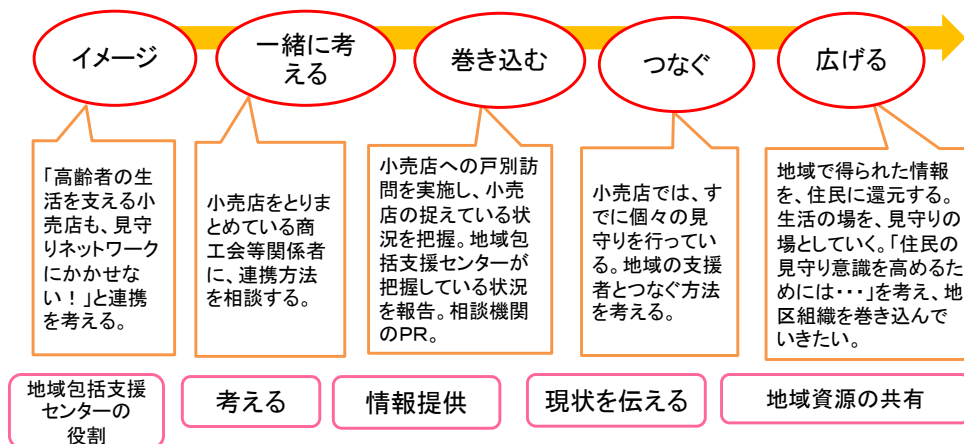 イメージ
一緒に考
える
巻き込む
つなぐ
広げる
「高齢者の生
活を支える小
売店も、見守
りネットワーク
にかかせな
い！」と連携
を考える。
小売店をとりま
とめている商
工会等関係者
に、連携方法
を相談する。
小売店への戸別訪
問を実施し、小売
店の捉えている状
況を把握。地域包
括支援センターが
把握している状況
を報告。相談機関
のPR。
小売店では、す
でに個々の見
守りを行ってい
る。地域の支援
者とつなぐ方法
を考える。
地域で得られた情報
を、住民に還元する。
生活の場を、見守りの
場としていく。「住民の
見守り意識を高めるた
めには・・・」を考え、地
区組織を巻き込んで
いきたい。
地域包括支援
センターの
役割
考える
情報提供
現状を伝える
地域資源の共有